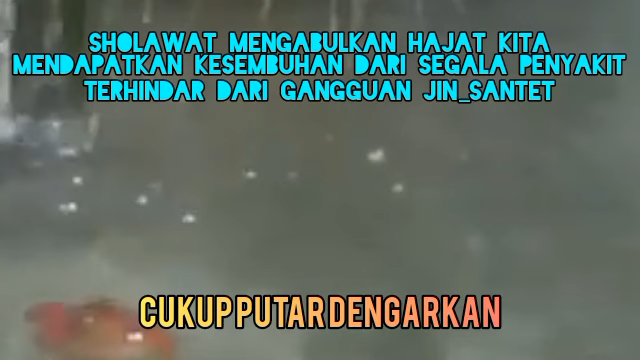 SHOLAWAT MENGABULKAN HAJAT KITA
MENDAPATKAN KESEMBUHAN DARI SEGALA PENYAKIT
TERHINDAR DARI GANGGUAN JIN_SANTET
CUKUP PUTAR DENGARKAN